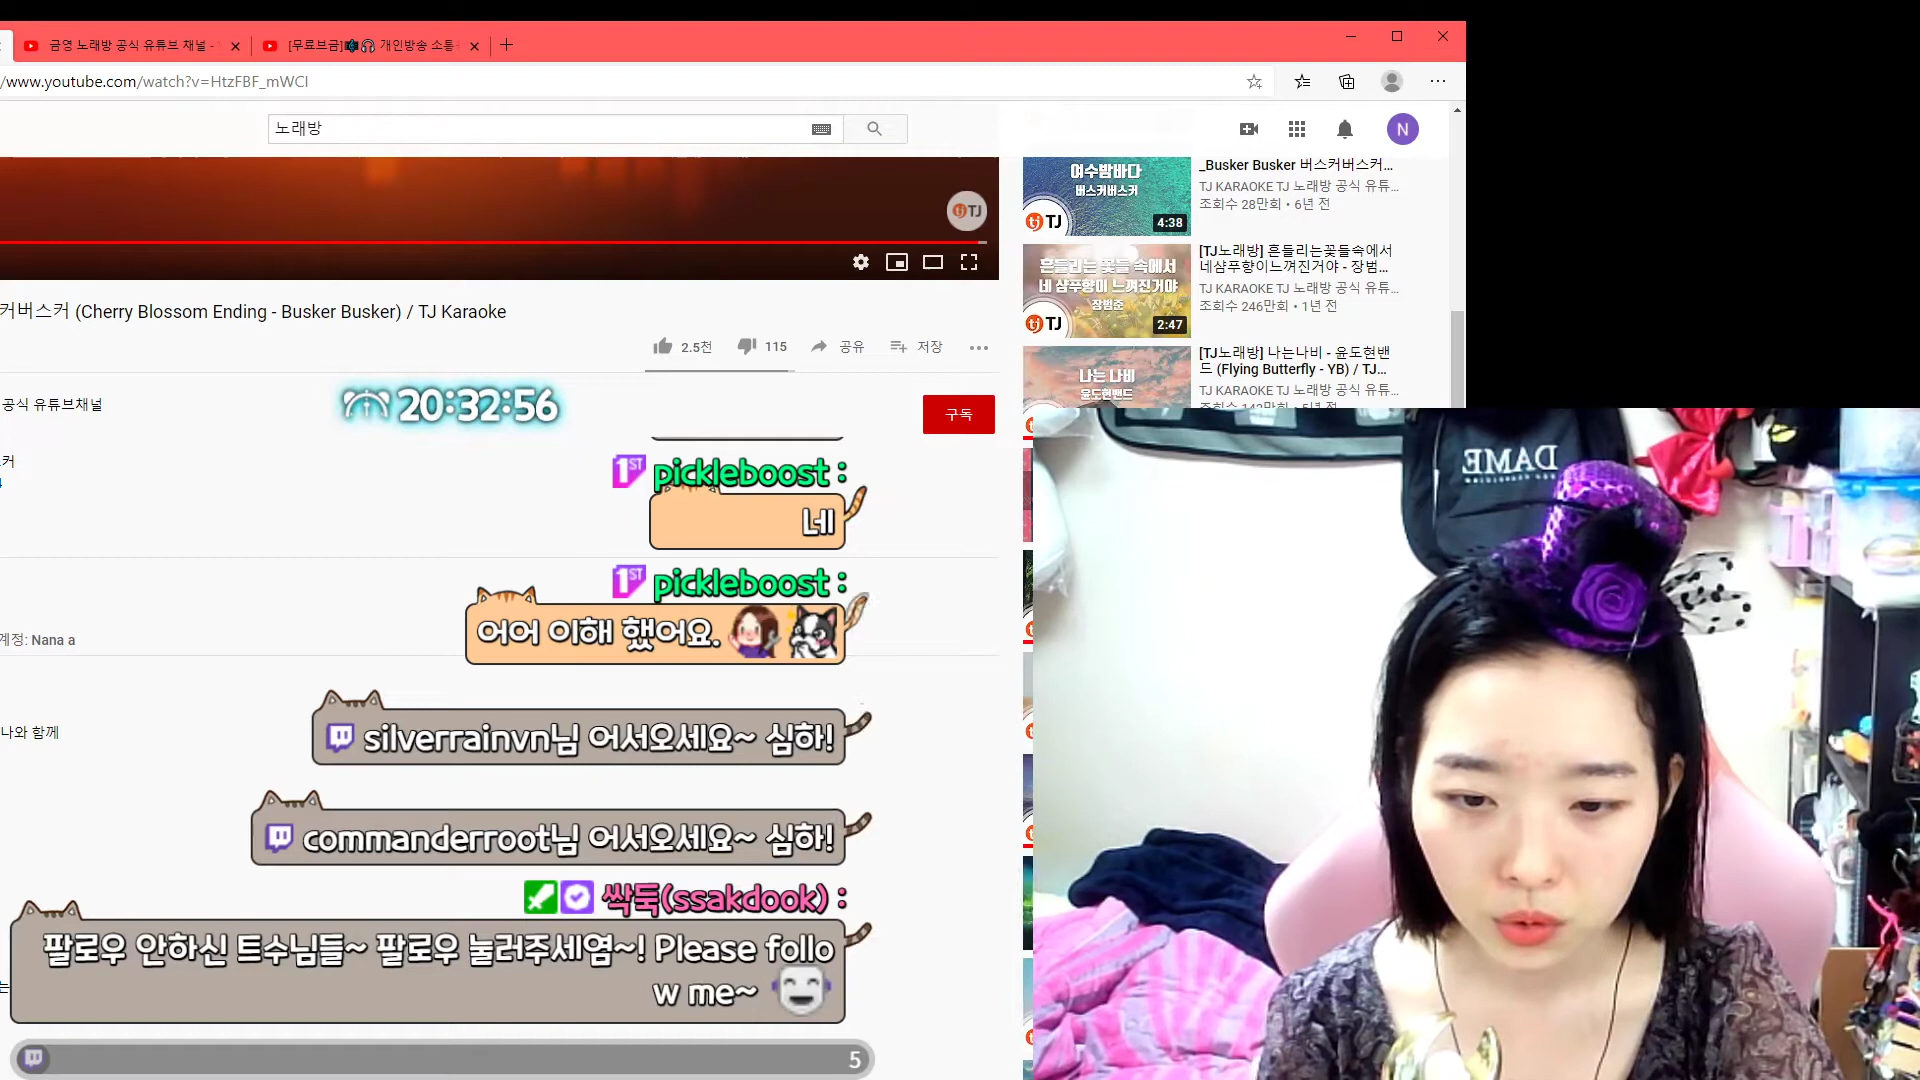 금영 노래방 공식 유튜브 채널 -
[무료브금] 개인방송 소통
/www.youtube.com/watch?v=HtzFBF_mWCI
노래방
N
TJ
커버스커 (Cherry Blossom Ending - Busker Busker) / TJ Karaoke
2.5천
115
공유
저장
공식 유튜브채널
20:32:56
구독
커
계정: Nana a
나와 함께
는
여수밤바다
버스커버스커
TJ
4:38
_Busker Busker 버스커버스커...
TJ KARAOKE TJ 노래방 공식 유튜...
조회수 28만회 • 6년 전
흔들리는 꽃들 속에서
네 샴푸향이 느껴진거야
장범준
TJ
2:47
[TJ노래방] 흔들리는꽃들속에서
네샴푸향이느껴진거야 - 장범...
TJ KARAOKE TJ 노래방 공식 유튜...
조회수 246만회 • 1년 전
나는 나비
윤도현밴드
[TJ노래방] 나는나비 - 윤도현밴
드 (Flying Butterfly - YB) / TJ...
TJ KARAOKE TJ 노래방 공식 유튜...
1ST pickleboost :
네
1ST pickleboost :
어어 이해 했어요.
silverrainvn님 어서오세요~ 심하!
commanderroot님 어서오세요~ 심하!
싹둑(ssakdook) :
팔로우 안하신 트수님들~ 팔로우 눌러주세염~! Please follo
w me~
5
DAME